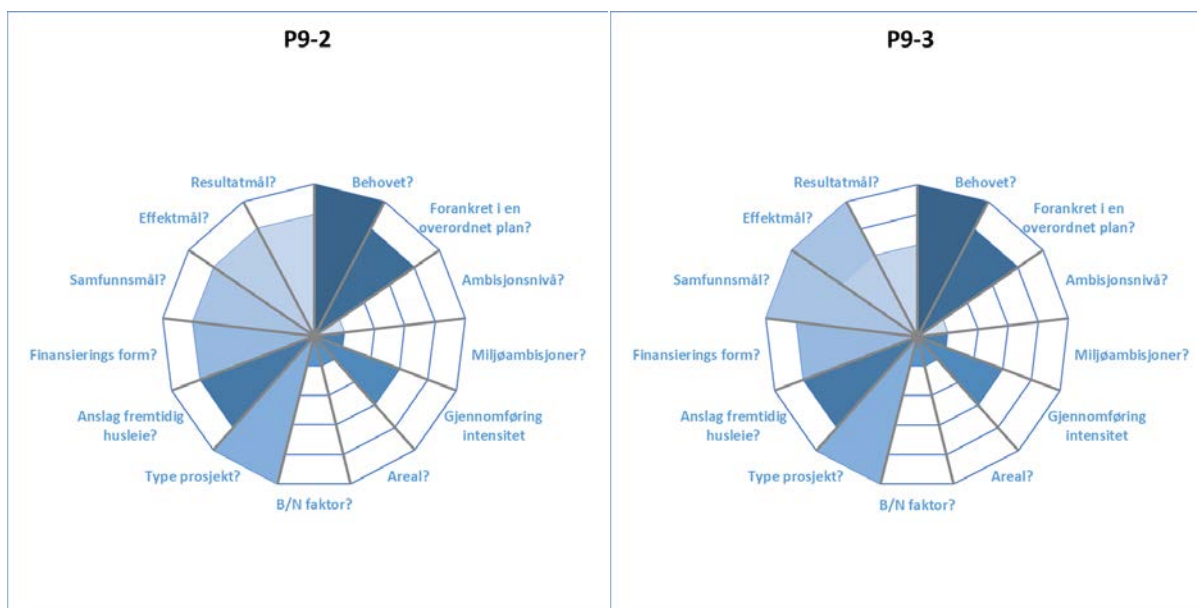 P9-2
Resultatmål?
Behovet?
Effektmål?
Forankret i en
overordnet plan?
Samfunnsmål?
Ambisjonsnivå?
Finansierings form?
Miljøambisjoner?
Anslag fremtidig
husleie?
Gjennomføring
intensitet
Type prosjekt?
Areal?
B/N faktor?
P9-3
Resultatmål?
Behovet?
Effektmål?
Forankret i en
overordnet plan?
Samfunnsmål?
Ambisjonsnivå?
Finansierings form?
Miljøambisjoner?
Anslag fremtidig
husleie?
Gjennomføring
intensitet
Type prosjekt?
Areal?
B/N faktor?